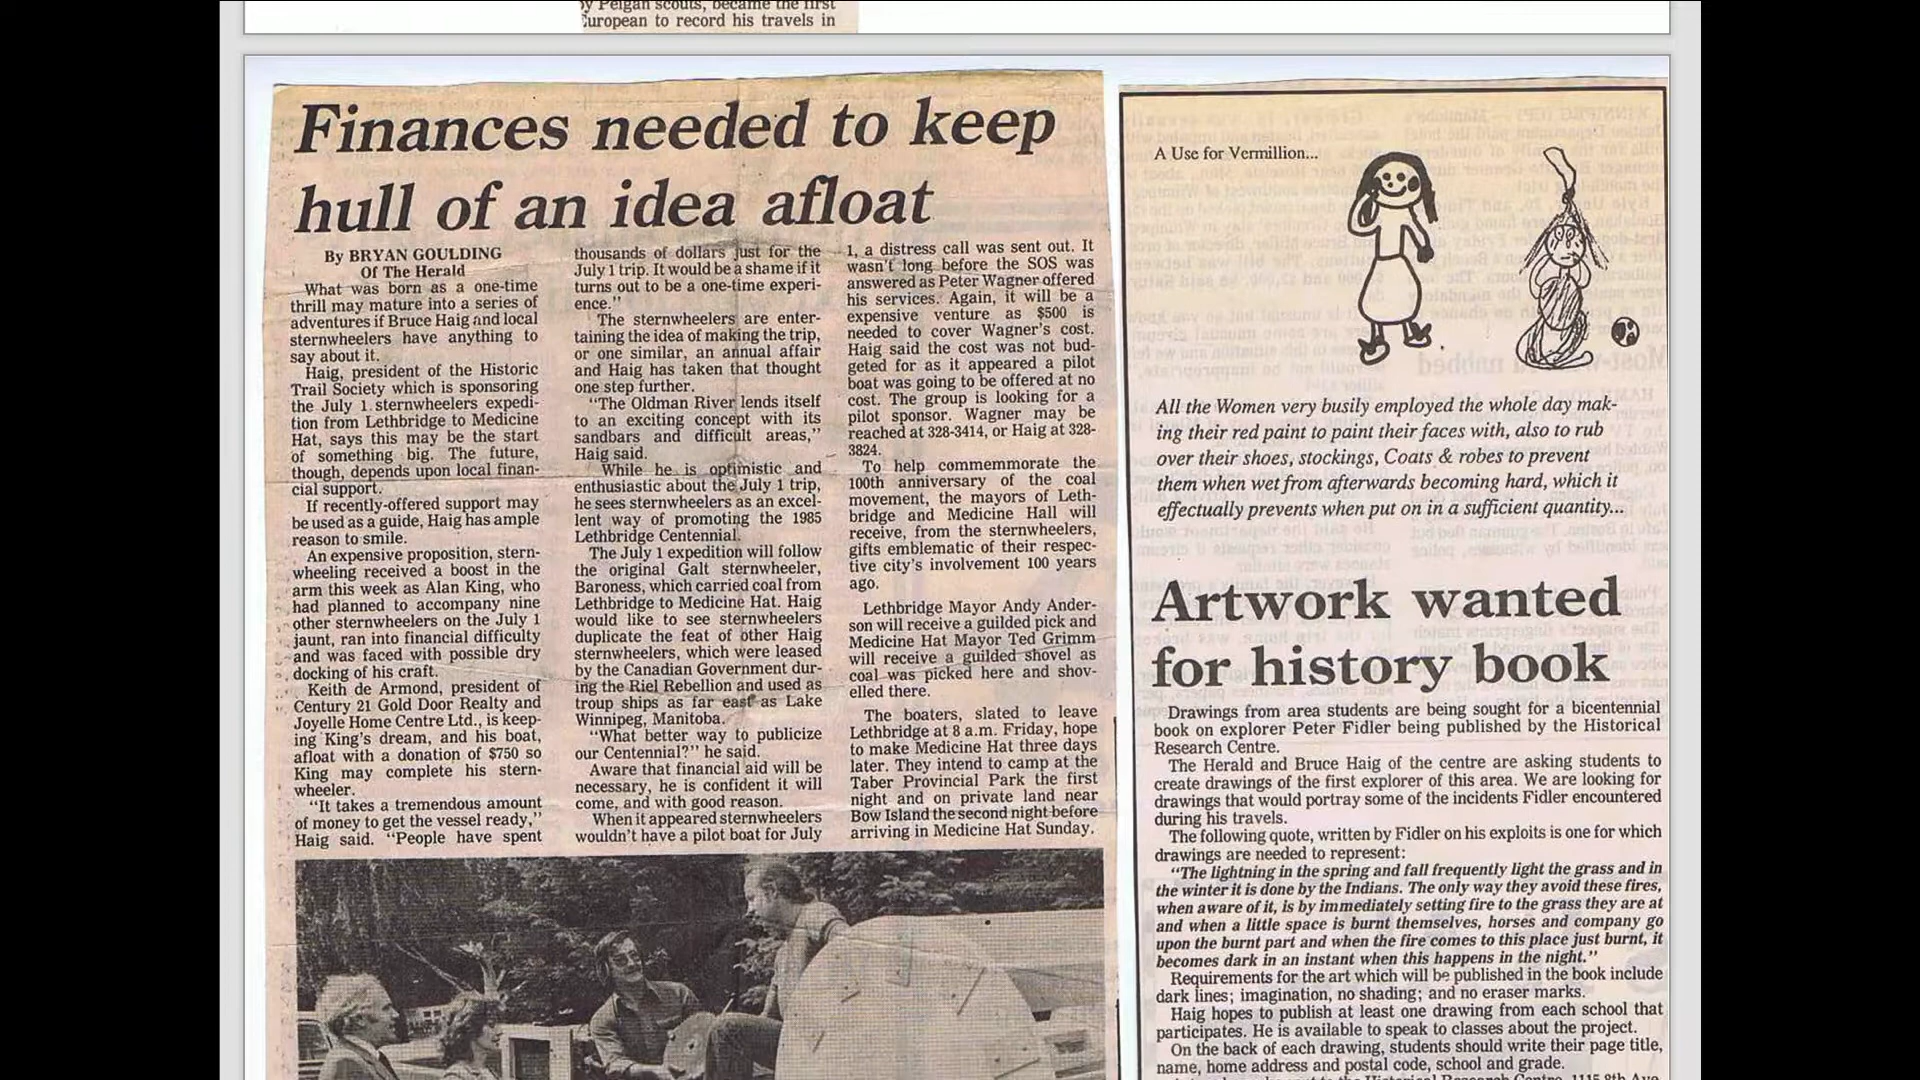 by Peigan scouts, became the first
European to record his travels in
Finances needed to keep
hull of an idea afloat
By BRYAN GOULDING
Of The Herald
What was born as a one-time
thrill may mature into a series of
adventures if Bruce Haig and local
sternwheelers have anything to
say about it.
Haig, president of the Historic
Trail Society which is sponsoring
the July 1 sternwheelers expedi-
tion from Lethbridge to Medicine
Hat, says this may be the start
of something big. The future,
though, depends upon local finan-
cial support.
If recently-offered support may
be used as a guide, Haig has ample
reason to smile.
An expensive proposition, stern-
wheeling received a boost in the
arm this week as Alan King, who
had planned to accompany nine
other sternwheelers on the July 1
jaunt, ran into financial difficulty
and was faced with possible dry
docking of his craft.
Keith de Armond, president of
Century 21 Gold Door Realty and
Joyelle Home Centre Ltd., is keep-
ing King's dream, and his boat,
afloat with a donation of $750 so
King may complete his stern-
wheeler.
"It takes a tremendous amount
of money to get the vessel ready,"
Haig said. "People have spent
thousands of dollars just for the
July 1 trip. It would be a shame if it
turns out to be a one-time experi-
ence."
The sternwheelers are enter-
taining the idea of making the trip,
or one similar, an annual affair
and Haig has taken that thought
one step further.
"The Oldman River lends itself
to an exciting concept with its
sandbars and difficult areas,"
Haig said.
While he is optimistic and
enthusiastic about the July 1 trip,
he sees sternwheelers as an excel-
lent way of promoting the 1985
Lethbridge Centennial.
The July 1 expedition will follow
the original Galt sternwheeler,
Baroness, which carried coal from
Lethbridge to Medicine Hat. Haig
would like to see sternwheelers
duplicate the feat of other Haig
sternwheelers, which were leased
by the Canadian Government dur-
ing the Riel Rebellion and used as
troup ships as far east as Lake
Winnipeg, Manitoba.
"What better way to publicize
our Centennial?" he said.
Aware that financial aid will be
necessary, he is confident it will
come, and with good reason.
When it appeared sternwheelers
wouldn't have a pilot boat for July
1, a distress call was sent out. It
wasn't long before the SOS was
answered as Peter Wagner offered
his services. Again, it will be a
expensive venture as $500 is
needed to cover Wagner's cost.
Haig said the cost was not bud-
geted for as it appeared a pilot
boat was going to be offered at no
cost. The group is looking for a
pilot sponsor. Wagner may be
reached at 328-3414, or Haig at 328-
3824.
To help commemmorate the
100th anniversary of the coal
movement, the mayors of Leth-
bridge and Medicine Hall will
receive, from the sternwheelers,
gifts emblematic of their respec-
tive city's involvement 100 years
ago.
Lethbridge Mayor Andy Ander-
son will receive a guilded pick and
Medicine Hat Mayor Ted Grimm
will receive a guilded shovel as
coal was picked here and shov-
elled there.
The boaters, slated to leave
Lethbridge at 8 a.m. Friday, hope
to make Medicine Hat three days
later. They intend to camp at the
Taber Provincial Park the first
night and on private land near
Bow Island the second night before
arriving in Medicine Hat Sunday.
A Use for Vermillion...
All the Women very busily employed the whole day mak-
ing their red paint to paint their faces with, also to rub
over their shoes, stockings, Coats & robes to prevent
them when wet from afterwards becoming hard, which it
effectually prevents when put on in a sufficient quantity...
Artwork wanted
for history book
Drawings from area students are being sought for a bicentennial
book on explorer Peter Fidler being published by the Historical
Research Centre.
The Herald and Bruce Haig of the centre are asking students to
create drawings of the first explorer of this area. We are looking for
drawings that would portray some of the incidents Fidler encountered
during his travels.
The following quote, written by Fidler on his exploits is one for which
drawings are needed to represent:
"The lightning in the spring and fall frequently light the grass and in
the winter it is done by the Indians. The only way they avoid these fires,
when aware of it, is by immediately setting fire to the grass they are at
and when a little space is burnt themselves, horses and company go
upon the burnt part and when the fire comes to this place just burnt, it
becomes dark in an instant when this happens in the night."
Requirements for the art which will be published in the book include
dark lines; imagination, no shading; and no eraser marks.
Haig hopes to publish at least one drawing from each school that
participates. He is available to speak to classes about the project.
On the back of each drawing, students should write their page title,
name, home address and postal code, school and grade.